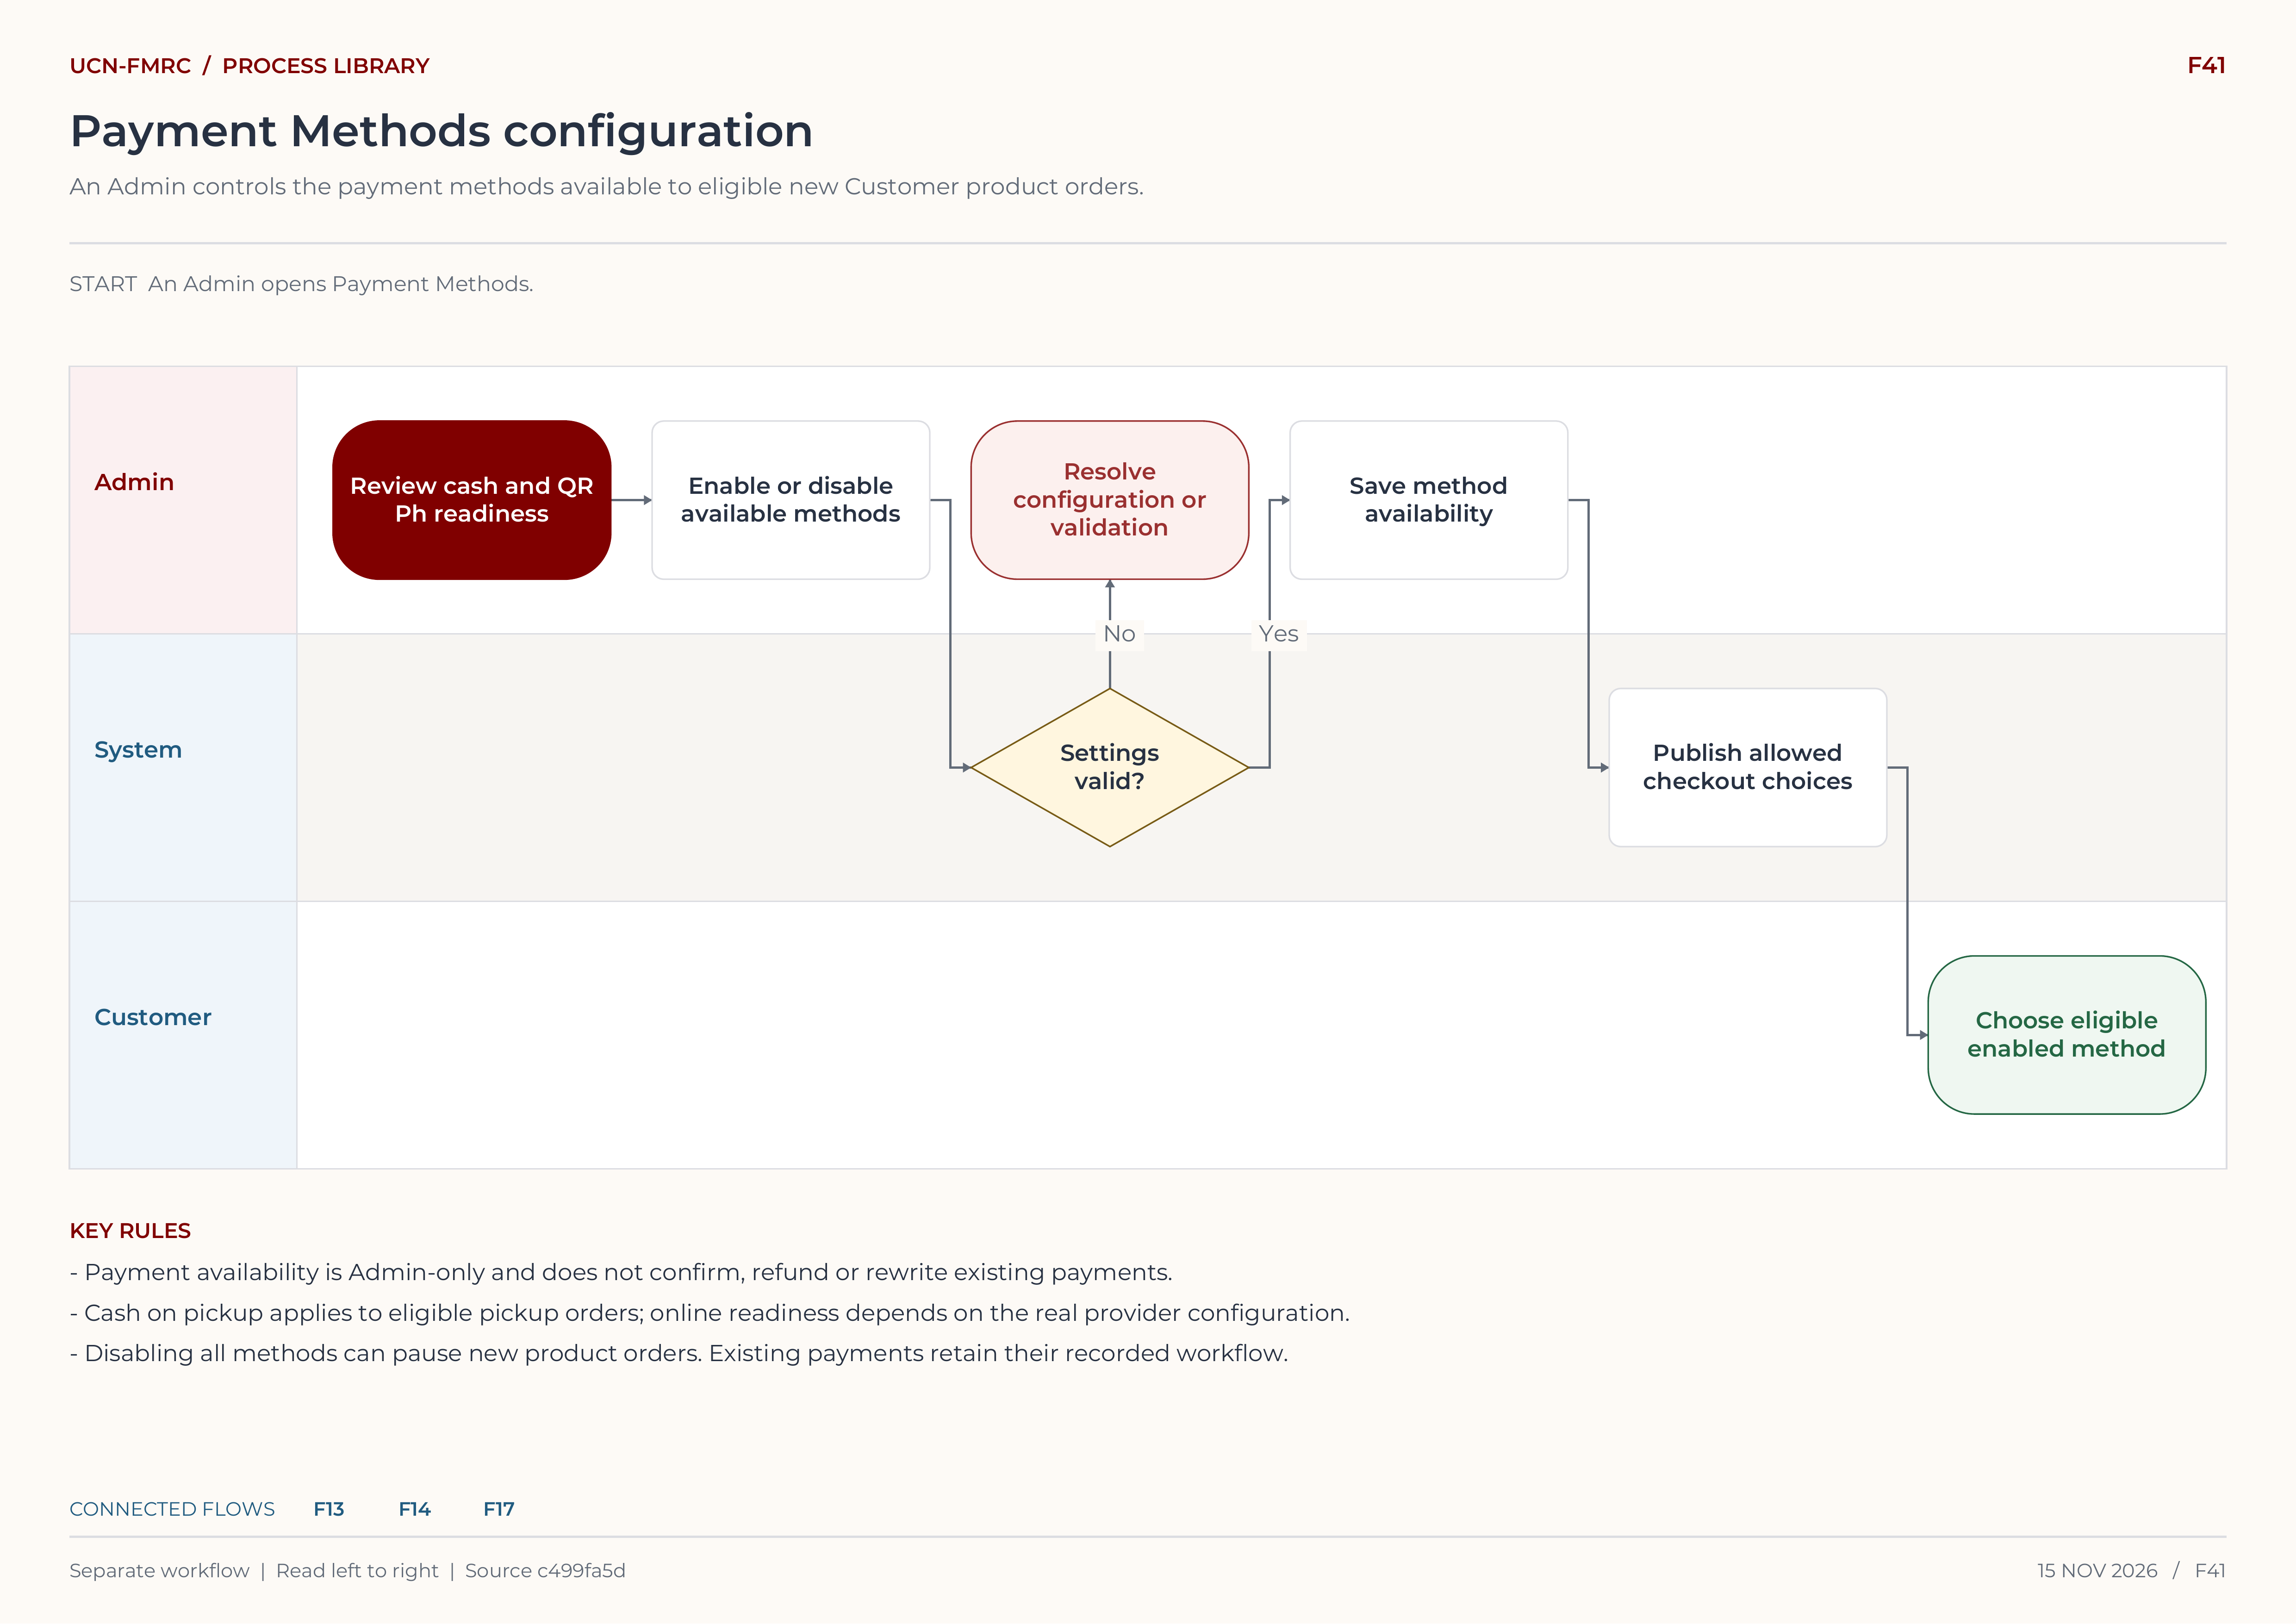 UCN-FMRC / PROCESS LIBRARY
F41
Payment Methods configuration
An Admin controls the payment methods available to eligible new Customer product orders.
START An Admin opens Payment Methods.
Admin
Review cash and QR
Ph readiness
Enable or disable
available methods
Resolve
configuration or
validation
Save method
availability
No
Yes
System
Settings
valid?
Publish allowed
checkout choices
Customer
Choose eligible
enabled method
KEY RULES
- Payment availability is Admin-only and does not confirm, refund or rewrite existing payments.
- Cash on pickup applies to eligible pickup orders; online readiness depends on the real provider configuration.
- Disabling all methods can pause new product orders. Existing payments retain their recorded workflow.
CONNECTED FLOWS F13 F14 F17
Separate workflow | Read left to right | Source c499fa5d
15 NOV 2026 / F41